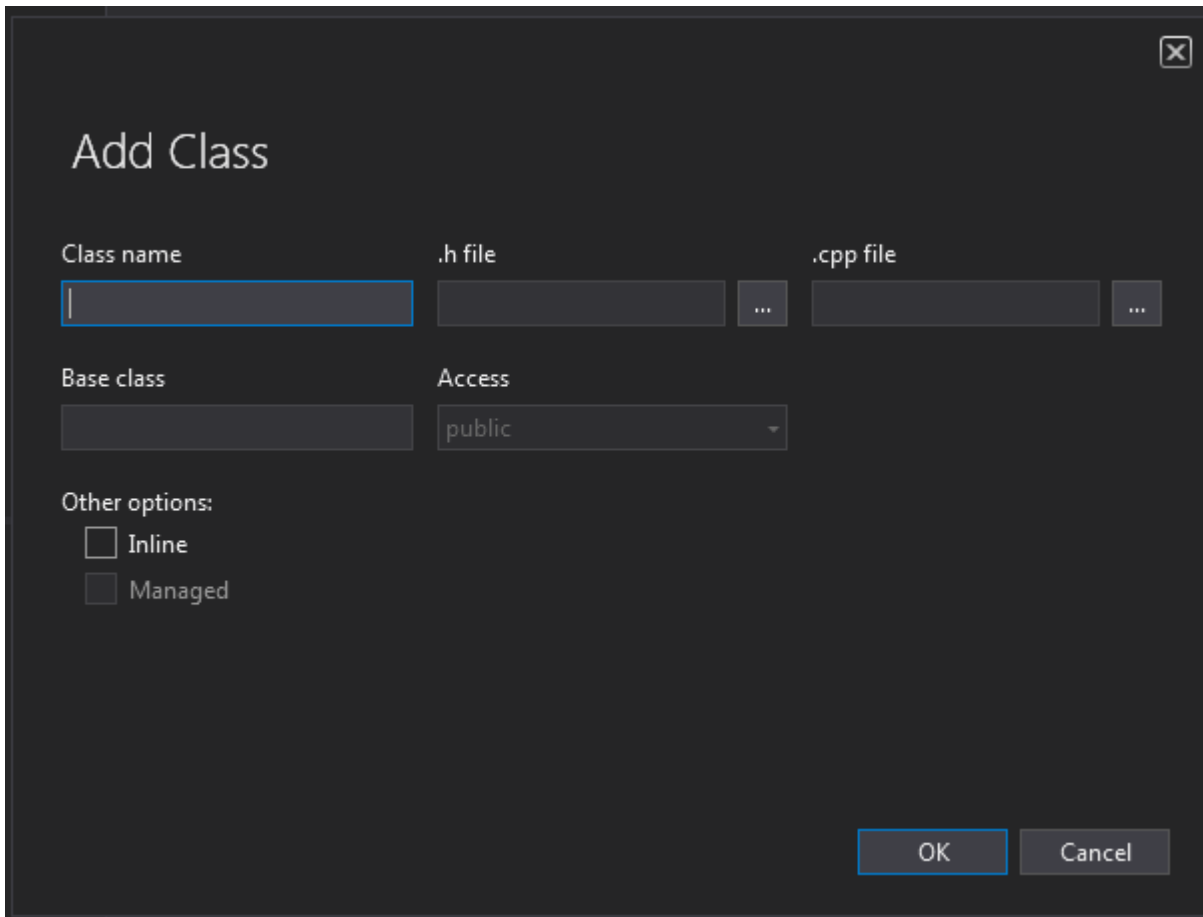 Add Class
Class name .h file .cpp file
... ...
Base class Access
public
Other options:
Inline
Managed
OK Cancel